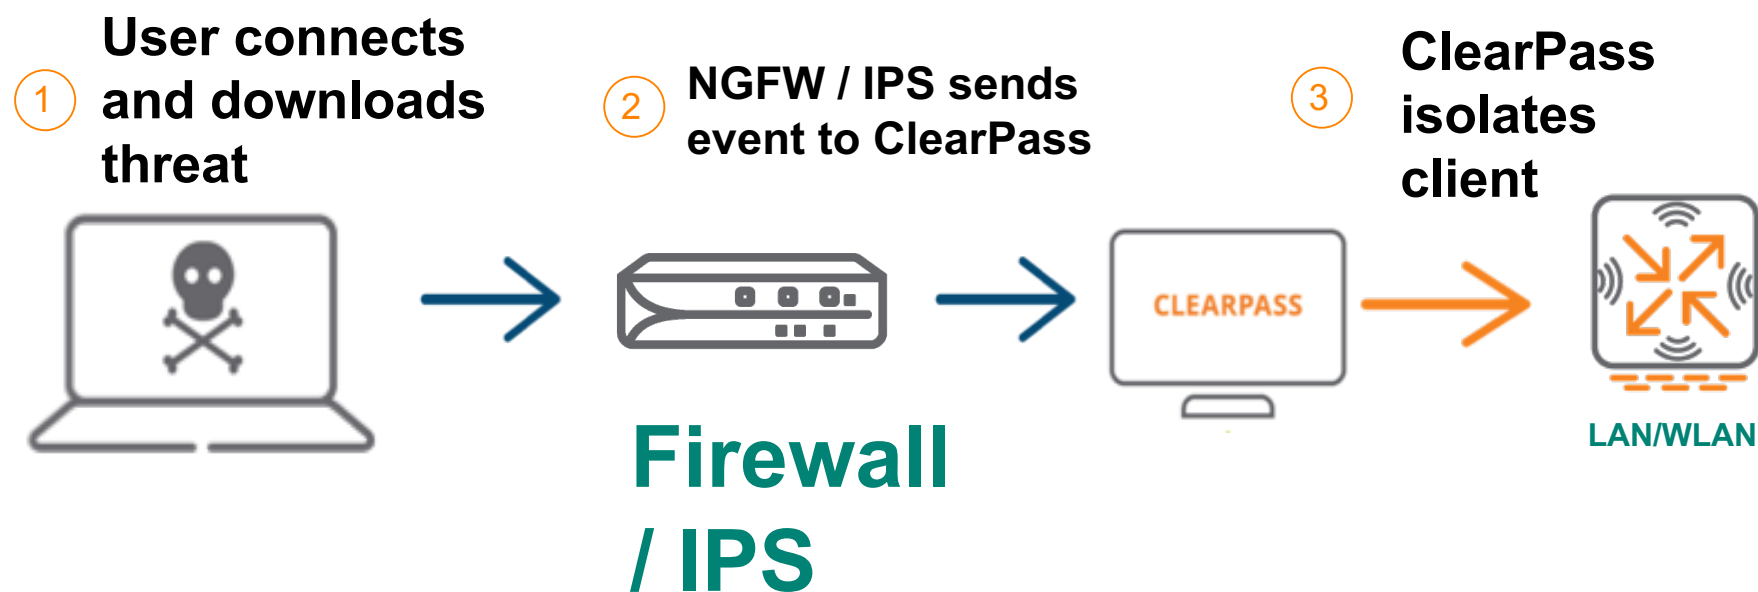 1
User connects
and downloads
threat
2
NGFW / IPS sends
event to ClearPass
3
ClearPass
isolates
client
CLEARPASS
Firewall
/ IPS
LAN/WLAN